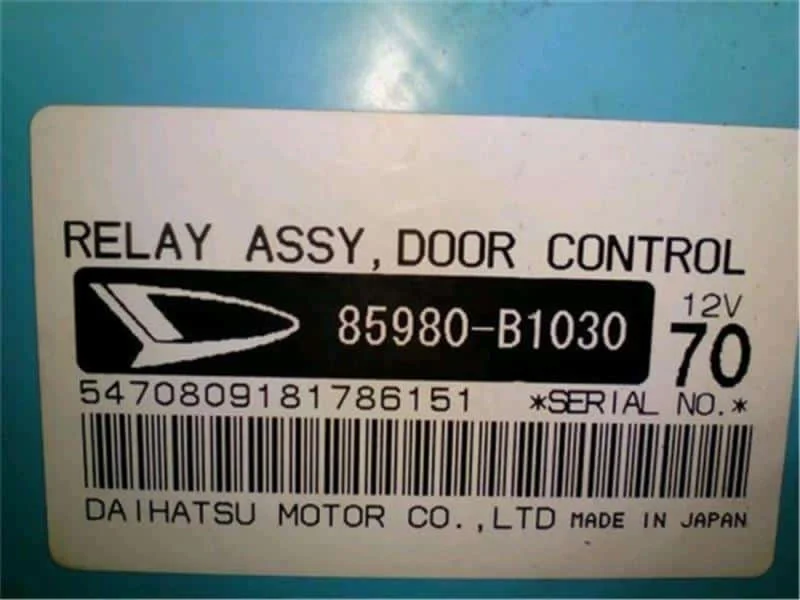 RELAY ASSY, DOOR CONTROL
85980-B1030
12V
70
5470809181786151 *SERIAL NO.*
DAIHATSU MOTOR CO.,LTD MADE IN JAPAN